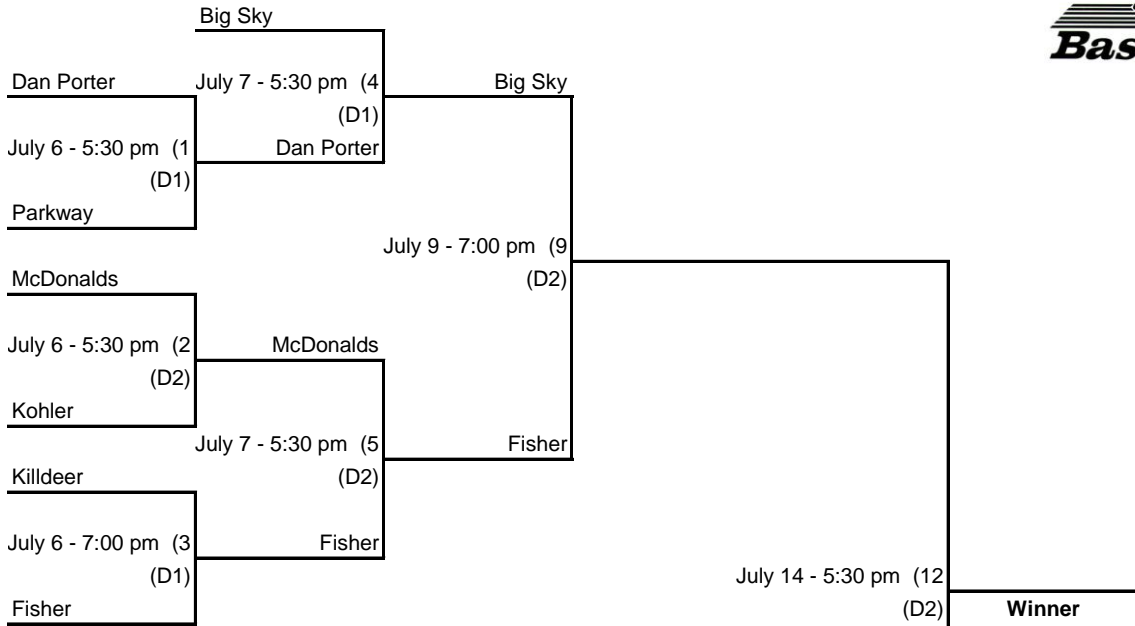 Big Sky
Bas
Dan Porter
July 7 - 5:30 pm (4
Big Sky
(D1)
July 6 - 5:30 pm (1
Dan Porter
(D1)
Parkway
July 9 - 7:00 pm (9
McDonalds
(D2)
July 6 - 5:30 pm (2
McDonalds
(D2)
Kohler
July 7 - 5:30 pm (5
Fisher
Killdeer
(D2)
July 6 - 7:00 pm (3
Fisher
(D1)
July 14 - 5:30 pm (12
Fisher
(D2)
Winner